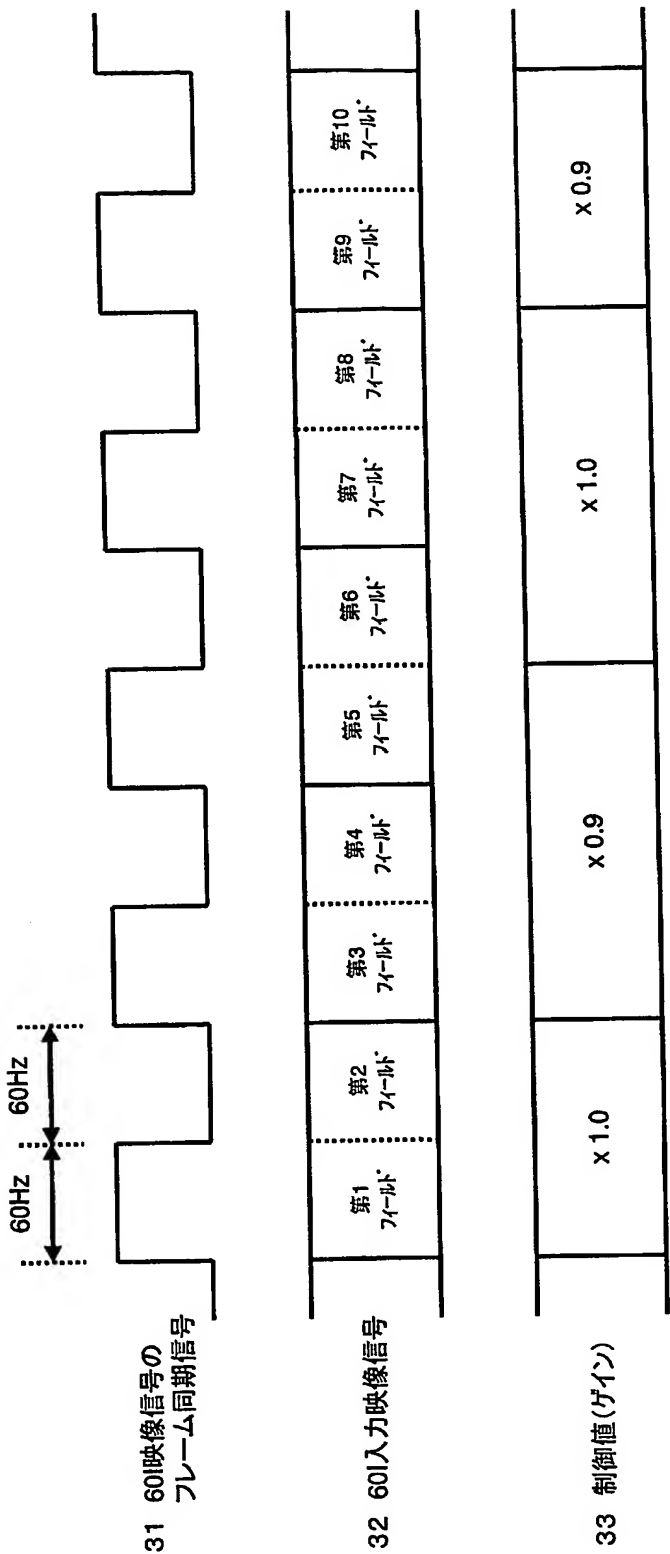 60Hz
60Hz
31 60I映像信号の
フレーム同期信号
32 60I入力映像信号
第1
フィールド
第2
フィールド
第3
フィールド
第4
フィールド
第5
フィールド
第6
フィールド
第7
フィールド
第8
フィールド
第9
フィールド
第10
フィールド
33 制御値(ゲイン)
x 1.0
x 0.9
x 1.0
x 0.9